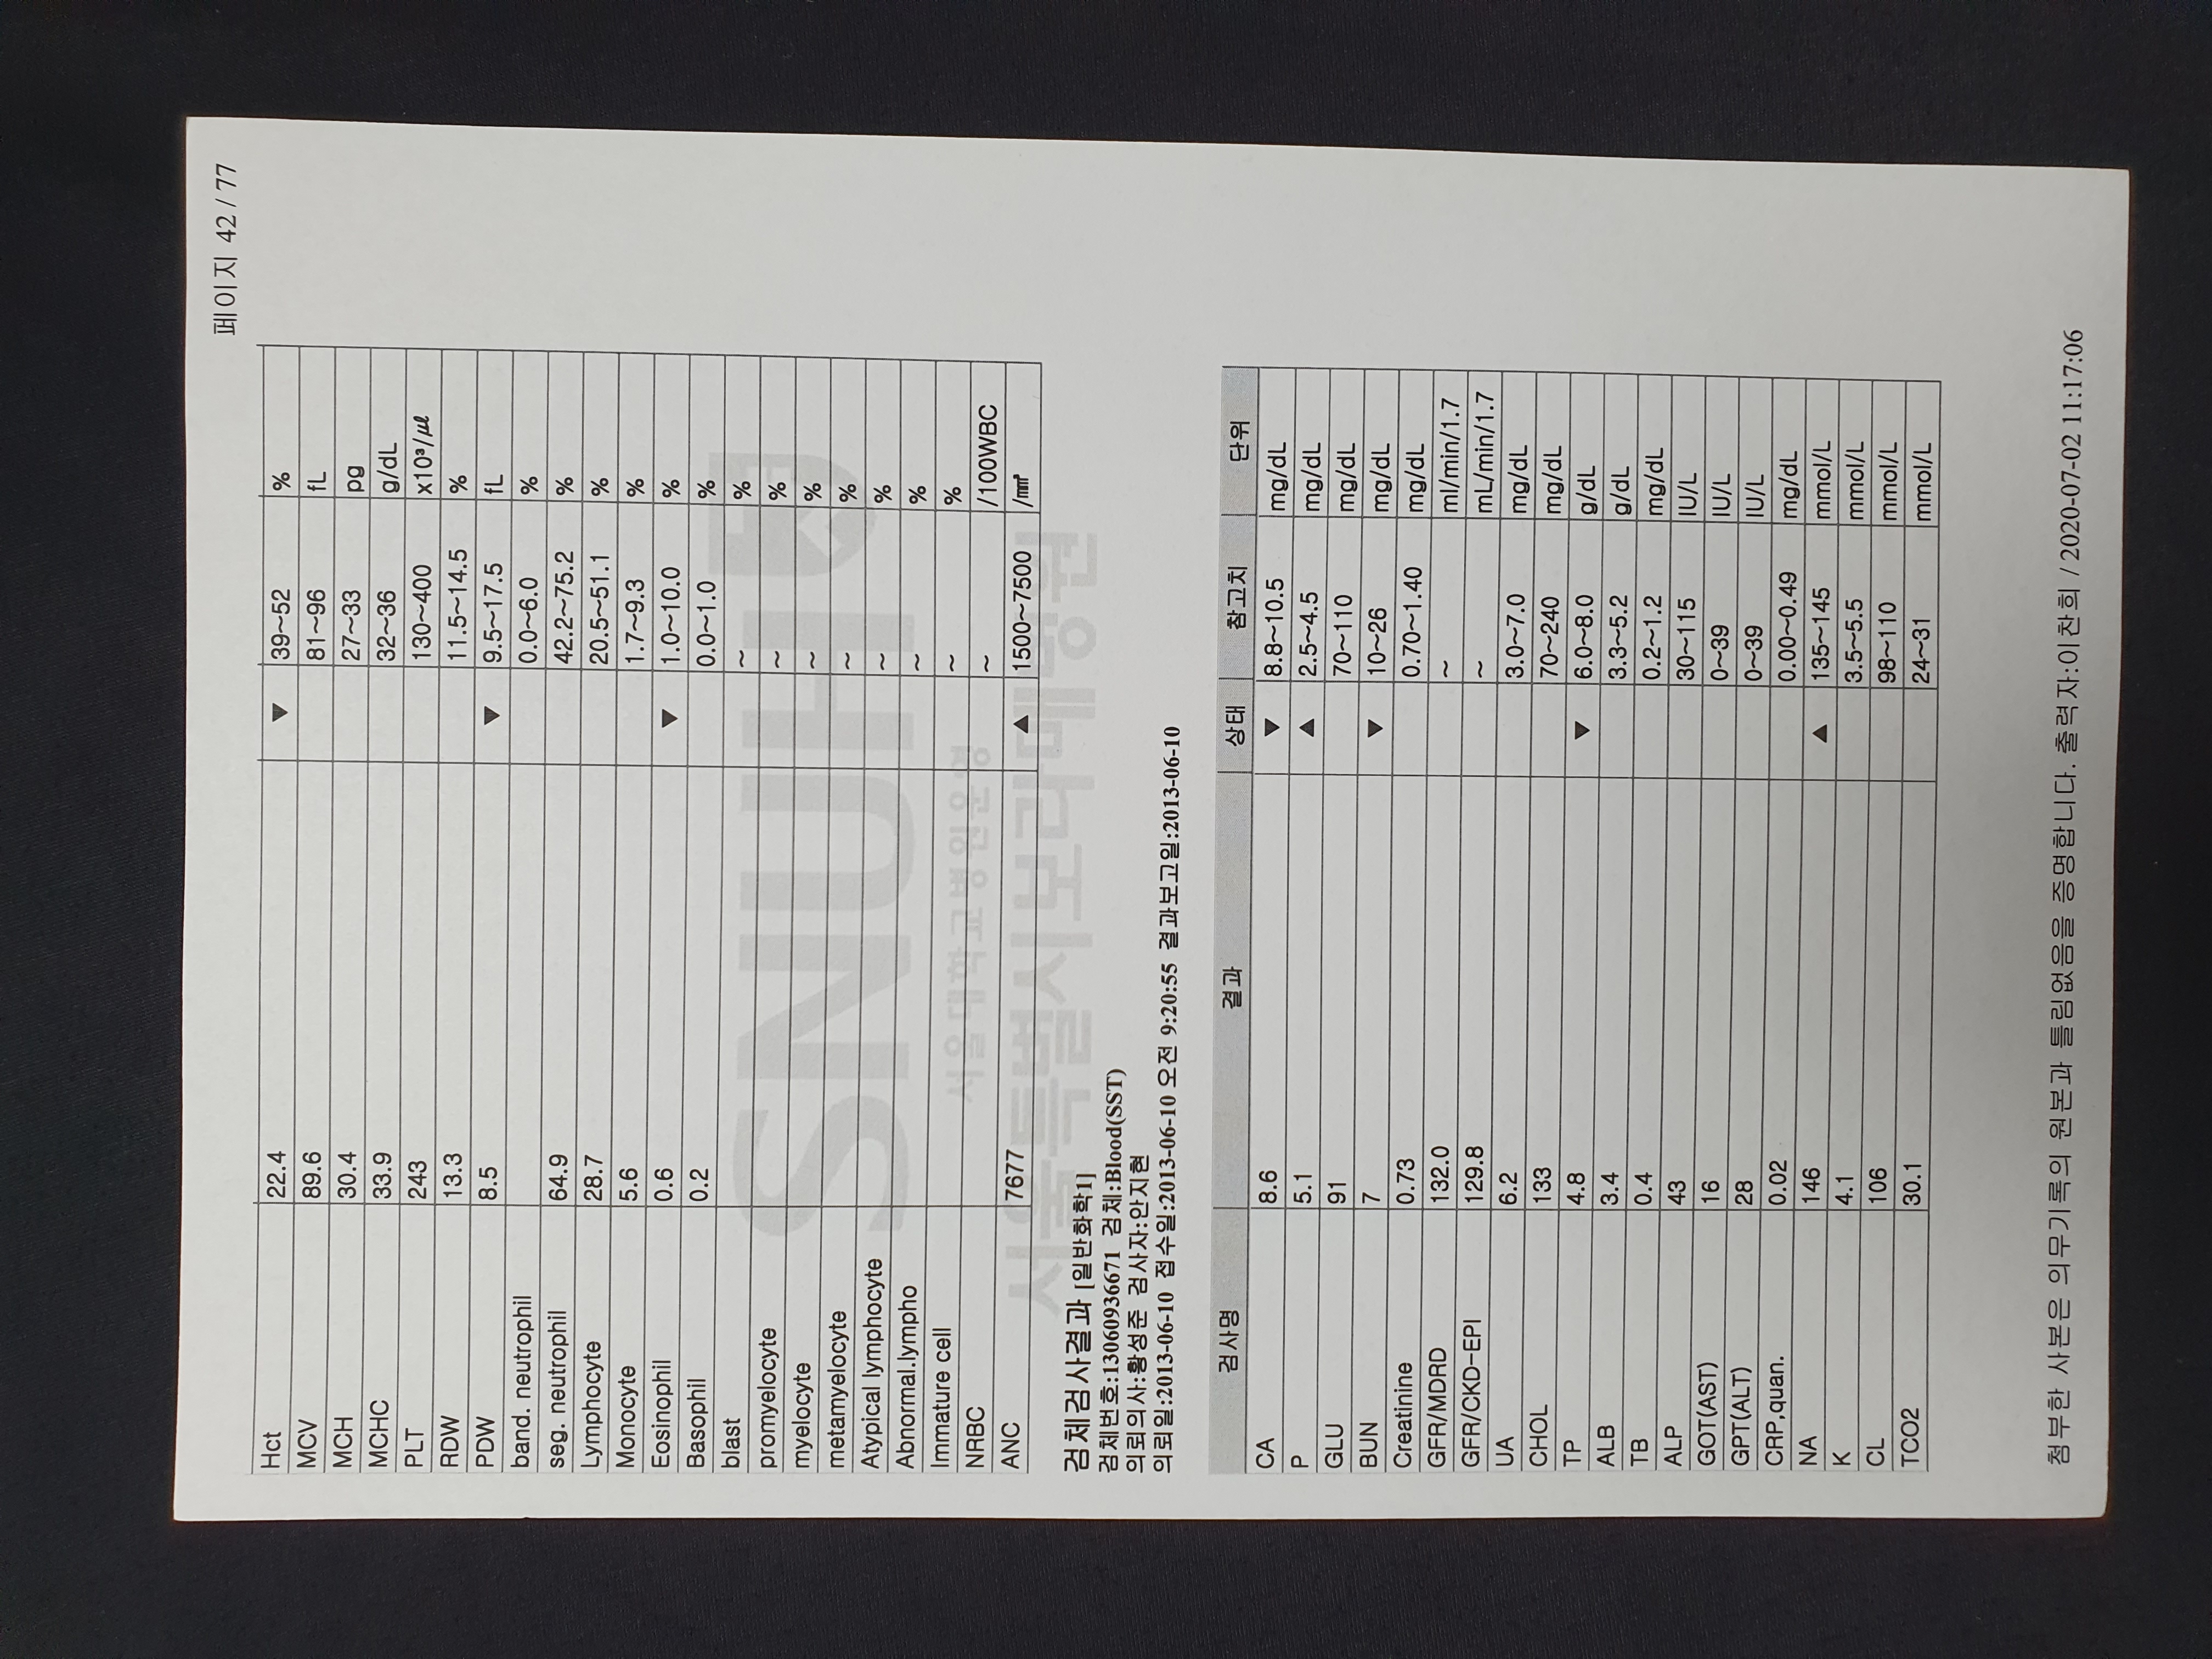 페이지 42 / 77
Hct 22.4 ▼ 39~52 %
MCV 89.6 81~96 fL
MCH 30.4 27~33 pg
MCHC 33.9 32~36 g/dL
PLT 243 130~400 x10³/㎕
RDW 13.3 11.5~14.5 %
PDW 8.5 ▼ 9.5~17.5 fL
band. neutrophil 0.0~6.0 %
seg. neutrophil 64.9 42.2~75.2 %
Lymphocyte 28.7 20.5~51.1 %
Monocyte 5.6 1.7~9.3 %
Eosinophil 0.6 ▼ 1.0~10.0 %
Basophil 0.2 0.0~1.0 %
blast ~ %
promyelocyte ~ %
myelocyte ~ %
metamyelocyte ~ %
Atypical lymphocyte ~ %
Abnormal.lympho ~ %
Immature cell ~ %
NRBC ~ /100WBC
ANC 7677 ▲ 1500~7500 /㎣
SNUH
서울대학교병원운영
서울특별시보라매병원
검체검사결과 [일반화학1]
검체번호:13060936671 검체:Blood(SST)
의뢰의사:황성준 검사자:안지현
의뢰일:2013-06-10 접수일:2013-06-10 오전 9:20:55 결과보고일:2013-06-10
검사명 결과 상태 참고치 단위
CA 8.6 ▼ 8.8~10.5 mg/dL
P 5.1 ▲ 2.5~4.5 mg/dL
GLU 91 70~110 mg/dL
BUN 7 ▼ 10~26 mg/dL
Creatinine 0.73 0.70~1.40 mg/dL
GFR/MDRD 132.0 ~ ml/min/1.7
GFR/CKD-EPI 129.8 ~ mL/min/1.7
UA 6.2 3.0~7.0 mg/dL
CHOL 133 70~240 mg/dL
TP 4.8 ▼ 6.0~8.0 g/dL
ALB 3.4 3.3~5.2 g/dL
TB 0.4 0.2~1.2 mg/dL
ALP 43 30~115 IU/L
GOT(AST) 16 0~39 IU/L
GPT(ALT) 28 0~39 IU/L
CRP,quan. 0.02 0.00~0.49 mg/dL
NA 146 ▲ 135~145 mmol/L
K 4.1 3.5~5.5 mmol/L
CL 106 98~110 mmol/L
TCO2 30.1 24~31 mmol/L
첨부한 사본은 의무기록의 원본과 틀림없음을 증명합니다. 출력자:이찬희 / 2020-07-02 11:17:06